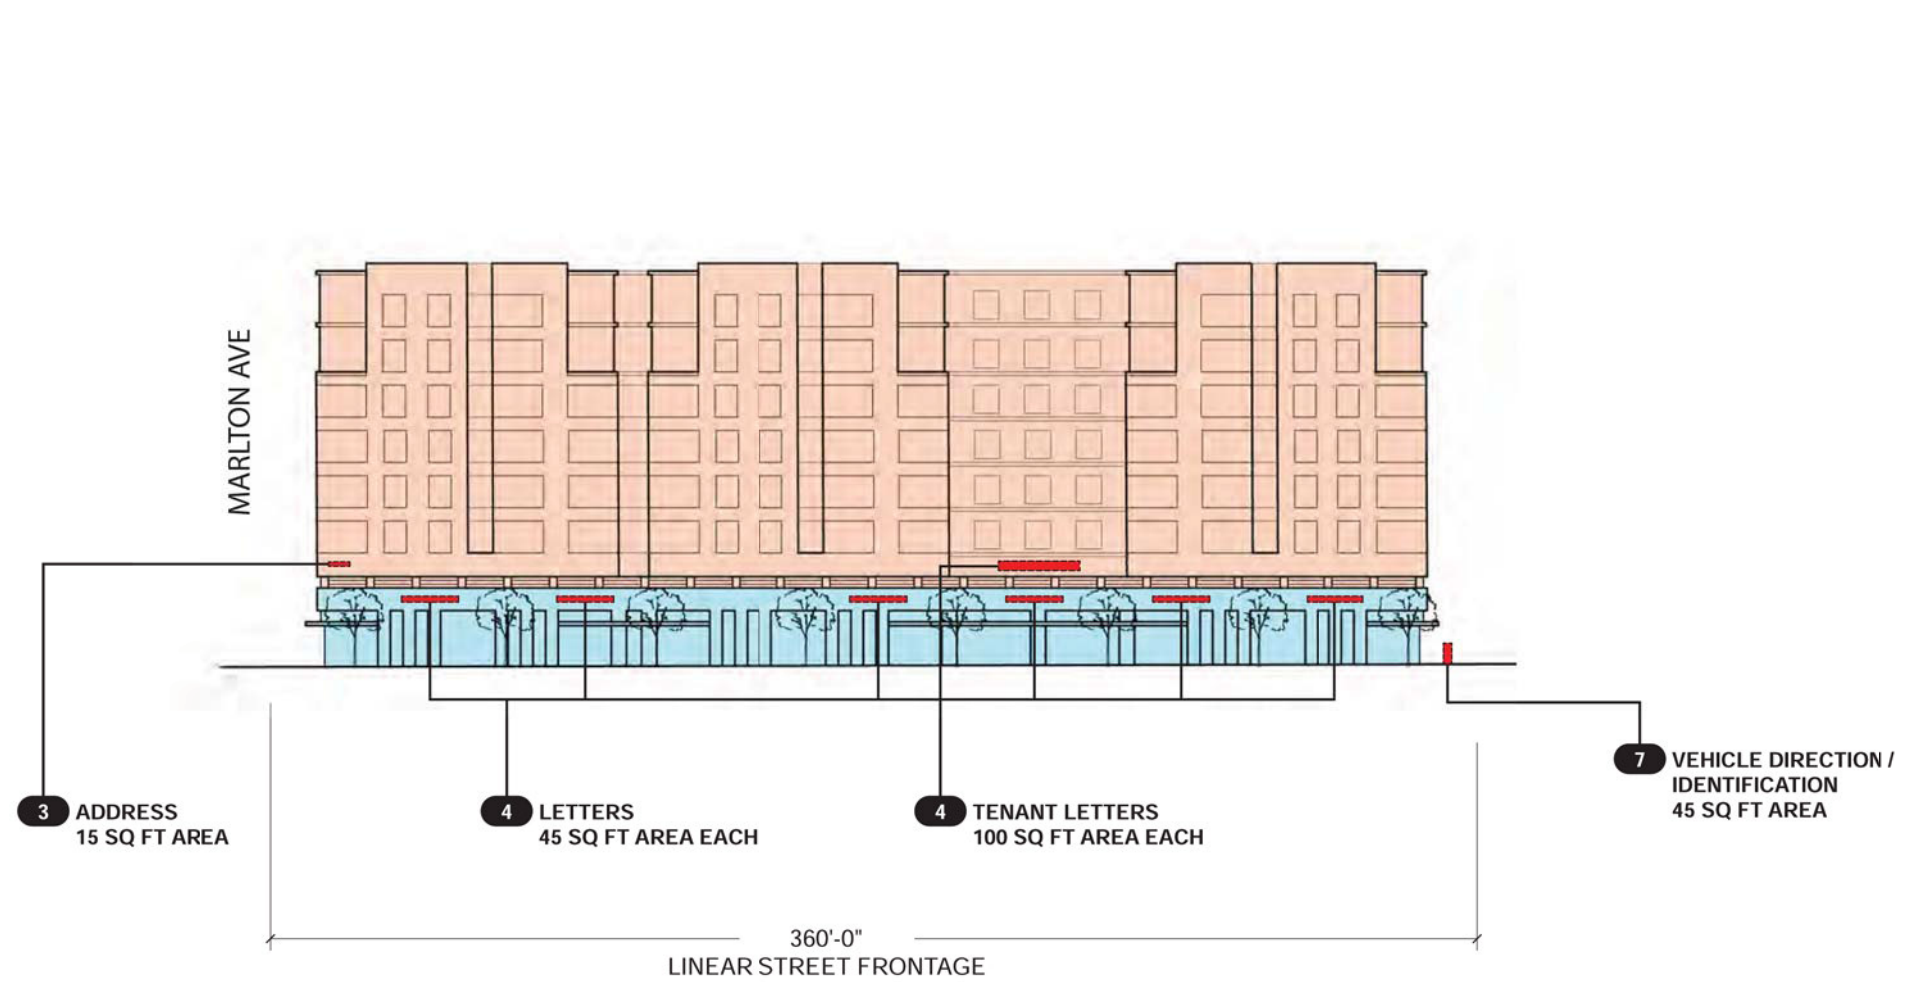 MARLTON AVE
3 ADDRESS
15 SQ FT AREA
4 LETTERS
45 SQ FT AREA EACH
4 TENANT LETTERS
100 SQ FT AREA EACH
7 VEHICLE DIRECTION /
IDENTIFICATION
45 SQ FT AREA
360'-0"
LINEAR STREET FRONTAGE